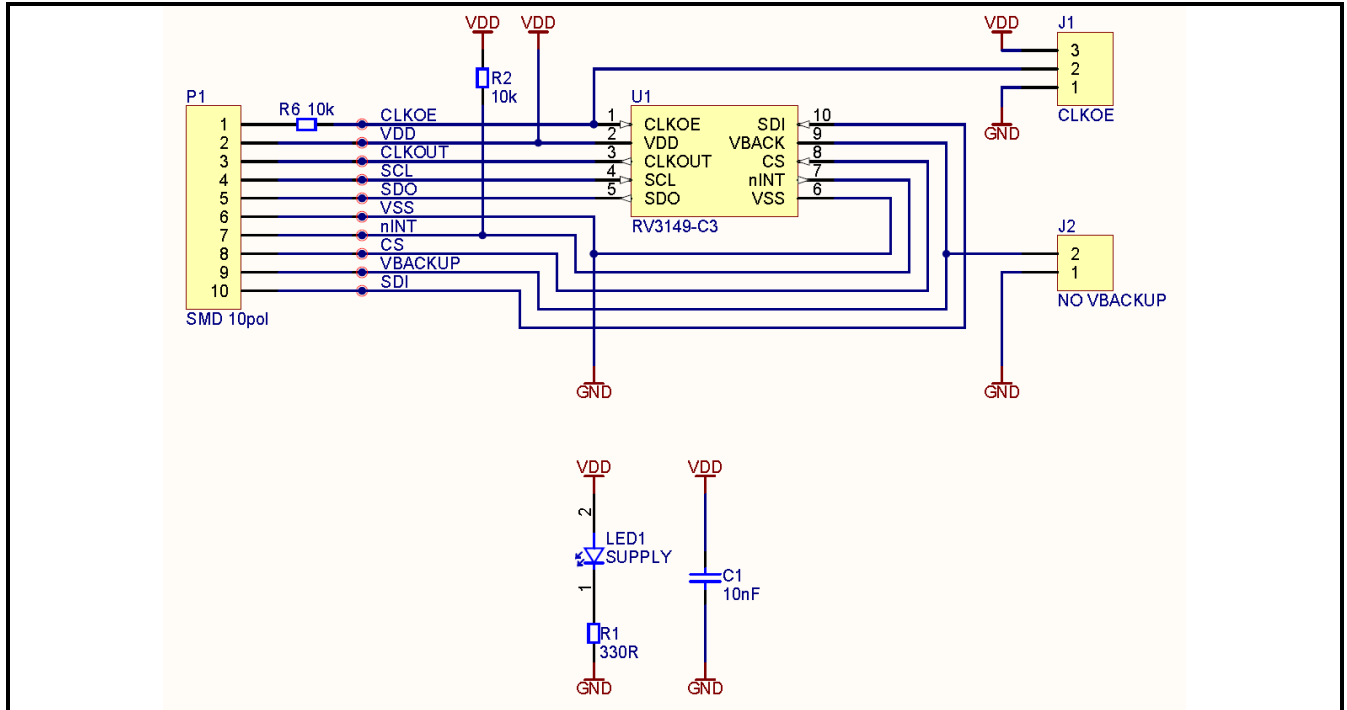 VDD VDD VDD J1
R2
10k
3
2
1
CLKOE
GND
P1
R6 10k
U1
1 CLKOE 1 CLKOE SDI 10
2 VDD 2 VDD VBACK 9
3 CLKOUT 3 CLKOUT CS 8
4 SCL 4 SCL nINT 7
5 SDO 5 SDO VSS 6
6 VSS
7 nINT
8 CS
9 VBACKUP
10 SDI
SMD 10pol
RV3149-C3
J2
2
1
NO VBACKUP
GND GND
VDD VDD
2
LED1
SUPPLY
1
C1
10nF
R1
330R
GND GND